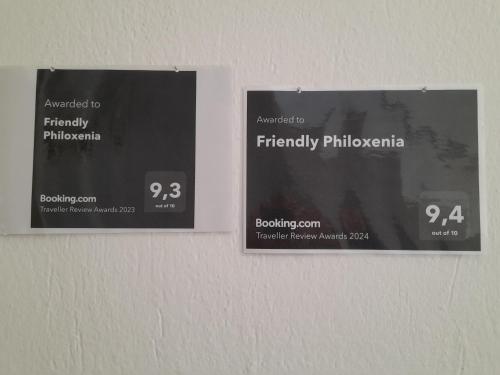 Awarded to
Friendly
Philoxenia
9,3
out of 10
Booking.com
Traveller Review Awards 2023
Awarded to
Friendly Philoxenia
9,4
out of 10
Booking.com
Traveller Review Awards 2024